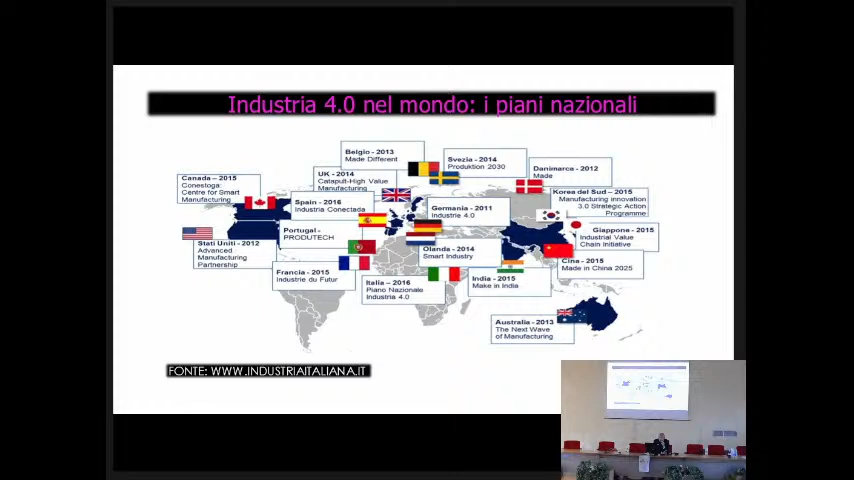 Industria 4.0 nel mondo: i piani nazionali
Belgio - 2013
Made Different
Svezia - 2014
Produktion 2030
Danimarca - 2012
Made
UK - 2014
Catapult-High Value
Manufacturing
Canada – 2015
Conestoga:
Centre for Smart
Manufacturing
Spain - 2016
Industria Conectada
Germania - 2011
Industrie 4.0
Korea del Sud – 2015
Manufacturing innovation
3.0 Strategic Action
Programme
Portugal -
PRODUTECH
Giappone - 2015
Industrial Value
Chain Initiative
Stati Uniti - 2012
Advanced
Manufacturing
Partnership
Olanda - 2014
Smart Industry
Cina - 2015
Made in China 2025
Francia - 2015
Industrie du Futur
Italia – 2016
Piano Nazionale
Industria 4.0
India - 2015
Make in India
Australia - 2013
The Next Wave
of Manufacturing
FONTE: WWW.INDUSTRIAITALIANA.IT